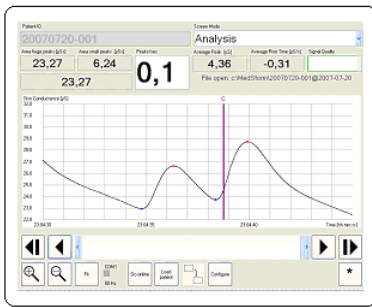 Patient ID
20070720-001
Screen Mode
Analysis
Area huge peaks [µS]
Area small peaks [µS]
Peaks/sec
Average Peak [µS]
Average Rise Time [µS/s]
Signal Quality
23,27
6,24
0,1
4,36
-0,31
23,27
File open: c:\MedStorm\20070720-001@2007-07-20
Skin Conductance [µS]
C
32,0
31,0
30,0
29,0
28,0
27,0
26,0
25,0
24,0
23,0
22,0
23:04:30
23:04:35
23:04:40
Time [hh:mm:ss]
Fit
COM1
60 Hz
Go online
Load patient
Configure
*